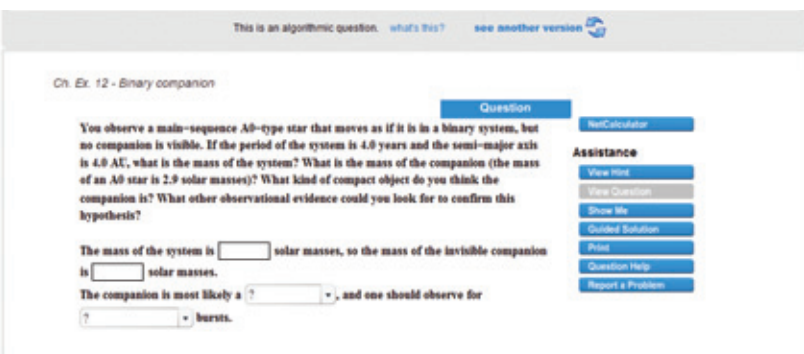 This is an algorithmic question. what's this? see another version
Ch. Ex. 12 - Binary companion
Question
You observe a main-sequence A0-type star that moves as if it is in a binary system, but
no companion is visible. If the period of the system is 4.0 years and the semi-major axis
is 4.0 AU, what is the mass of the system? What is the mass of the companion (the mass
of an A0 star is 2.9 solar masses)? What kind of compact object do you think the
companion is? What other observational evidence could you look for to confirm this
hypothesis?
The mass of the system is solar masses, so the mass of the invisible companion
is solar masses.
The companion is most likely a ? , and one should observe for
? bursts.
NetCalculator
Assistance
View Hint
View Question
Show Me
Guided Solution
Print
Question Help
Report a Problem